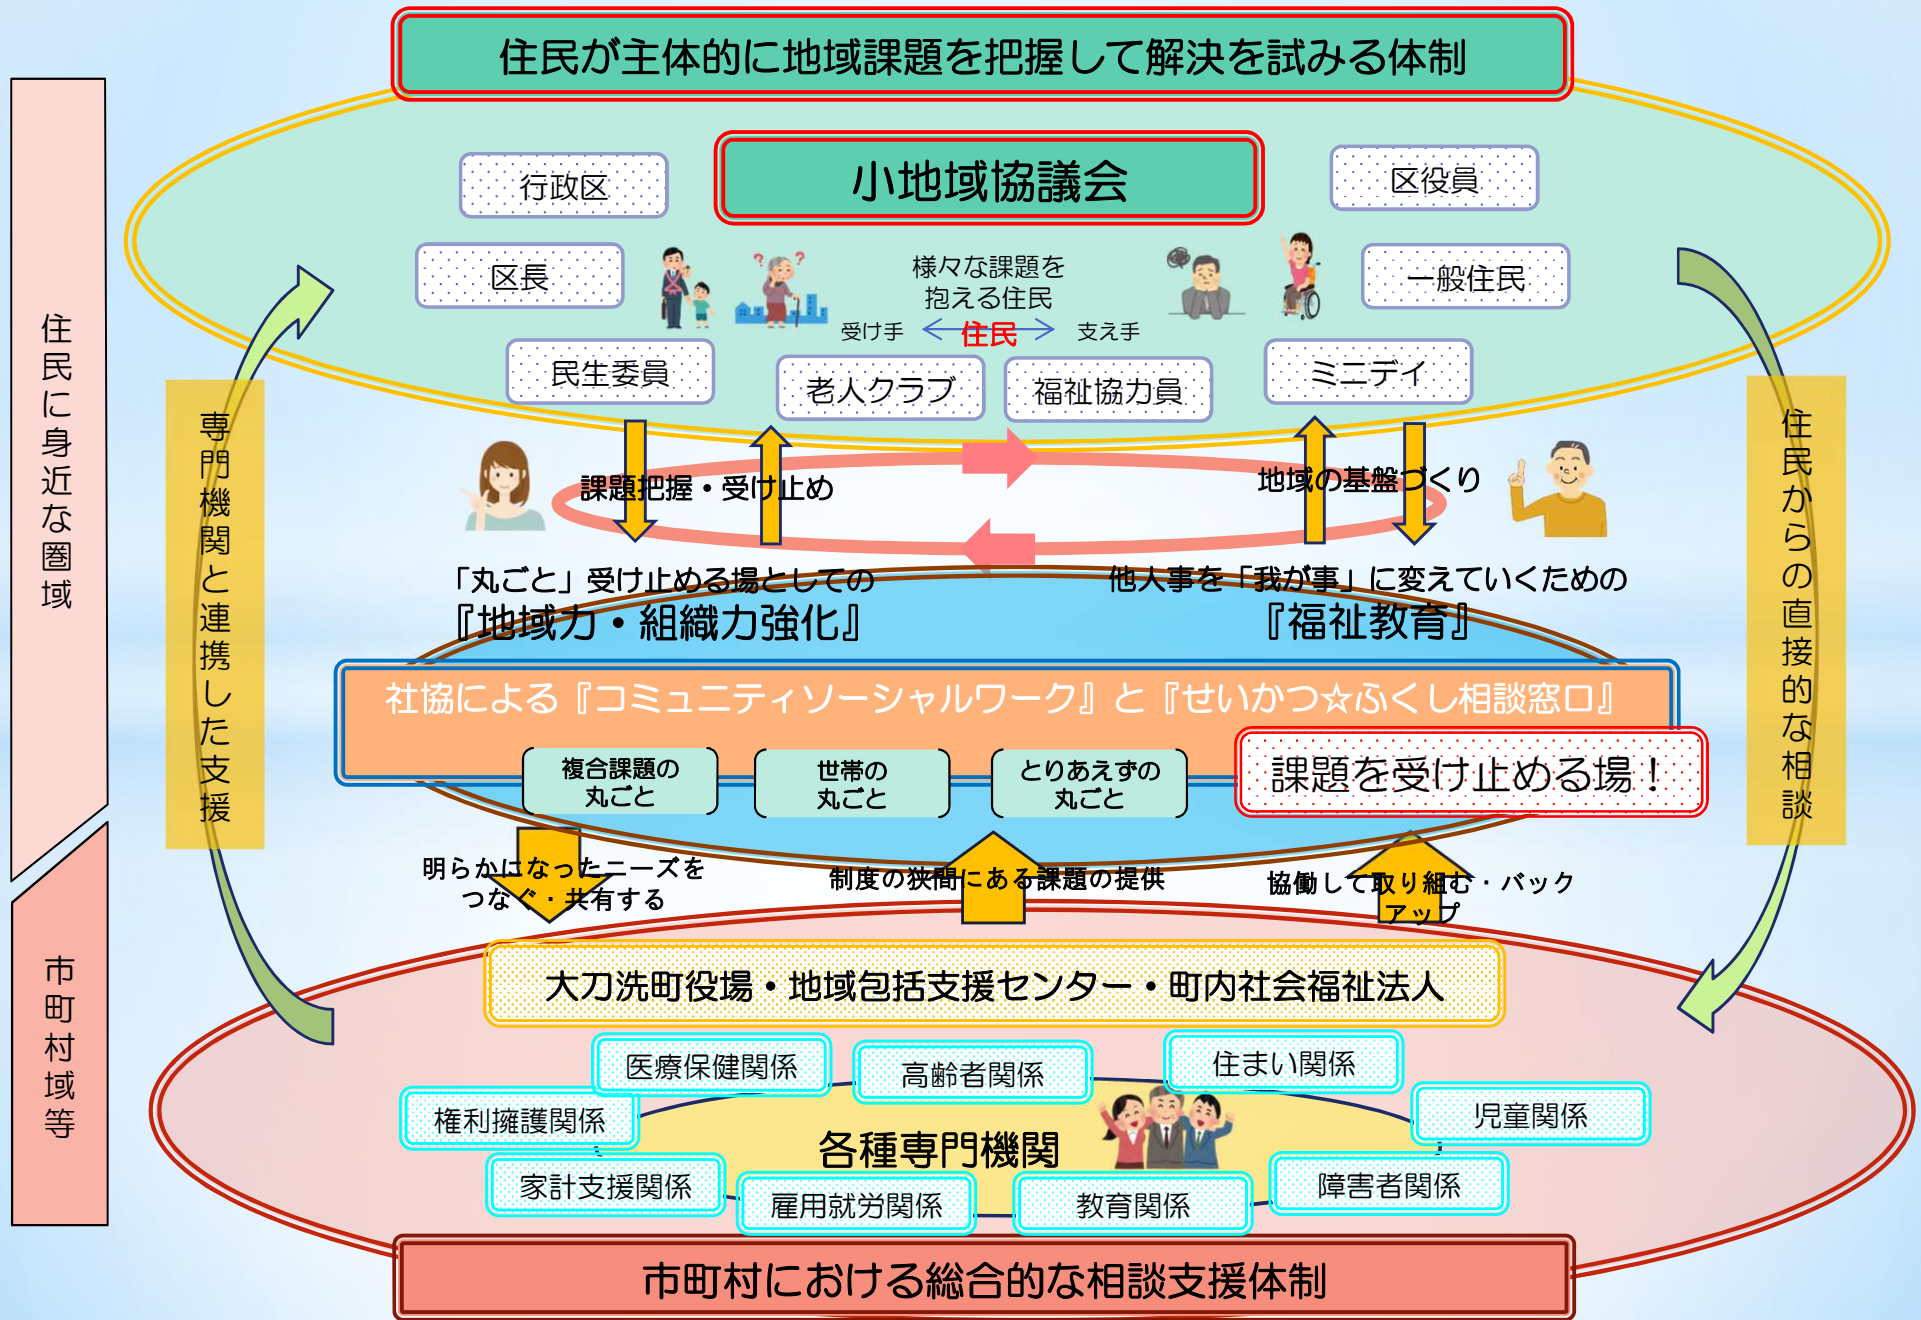 住民が主体的に地域課題を把握して解決を試みる体制
小地域協議会
行政区
区役員
区長
一般住民
様々な課題を
抱える住民
受け手
住民
支え手
民生委員
老人クラブ
福祉協力員
ミニデイ
住民に身近な圏域
専門機関と連携した支援
住民からの直接的な相談
課題把握・受け止め
地域の基盤づくり
「丸ごと」受け止める場としての
『地域力・組織力強化』
他人事を「我が事」に変えていくための
『福祉教育』
社協による『コミュニティソーシャルワーク』と『せいかつ☆ふくし相談窓口』
複合課題の
丸ごと
世帯の
丸ごと
とりあえずの
丸ごと
課題を受け止める場！
明らかになったニーズを
つなぐ・共有する
制度の狭間にある課題の提供
協働して取り組む・バック
アップ
市町村域等
大刀洗町役場・地域包括支援センター・町内社会福祉法人
医療保健関係
高齢者関係
住まい関係
権利擁護関係
児童関係
各種専門機関
家計支援関係
雇用就労関係
教育関係
障害者関係
市町村における総合的な相談支援体制